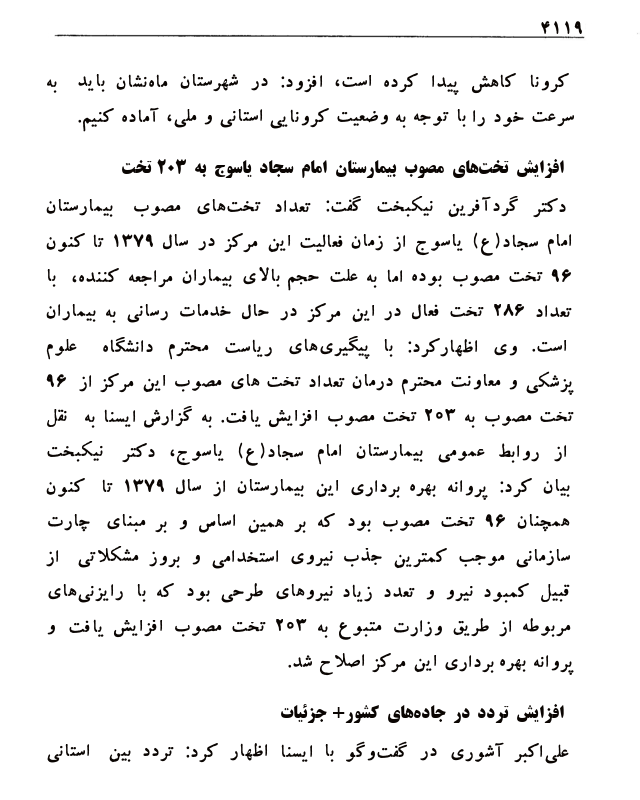 ۴۱۱۹
کرونا کاهش پیدا کرده است، افزود: در شهرستان ماه‌نشان باید به
سرعت خود را با توجه به وضعیت کرونایی استانی و ملی، آماده کنیم.
افزایش تخت‌های مصوب بیمارستان امام سجاد یاسوج به ۲۰۳ تخت
دکتر گردآفرین نیکبخت گفت: تعداد تخت‌های مصوب بیمارستان
امام سجاد(ع) یاسوج از زمان فعالیت این مرکز در سال ۱۳۷۹ تا کنون
۹۶ تخت مصوب بوده اما به علت حجم بالای بیماران مراجعه کننده، با
تعداد ۲۸۶ تخت فعال در این مرکز در حال خدمات رسانی به بیماران
است. وی اظهارکرد: با پیگیری‌های ریاست محترم دانشگاه علوم
پزشکی و معاونت محترم درمان تعداد تخت های مصوب این مرکز از ۹۶
تخت مصوب به ۲۰۳ تخت مصوب افزایش یافت. به گزارش ایسنا به نقل
از روابط عمومی بیمارستان امام سجاد(ع) یاسوج، دکتر نیکبخت
بیان کرد: پروانه بهره برداری این بیمارستان از سال ۱۳۷۹ تا کنون
همچنان ۹۶ تخت مصوب بود که بر همین اساس و بر مبنای چارت
سازمانی موجب کمترین جذب نیروی استخدامی و بروز مشکلاتی از
قبیل کمبود نیرو و تعدد زیاد نیروهای طرحی بود که با رایزنی‌های
مربوطه از طریق وزارت متبوع به ۲۰۳ تخت مصوب افزایش یافت و
پروانه بهره برداری این مرکز اصلاح شد.
افزایش تردد در جاده‌های کشور+ جزئیات
علی‌اکبر آشوری در گفت‌وگو با ایسنا اظهار کرد: تردد بین استانی